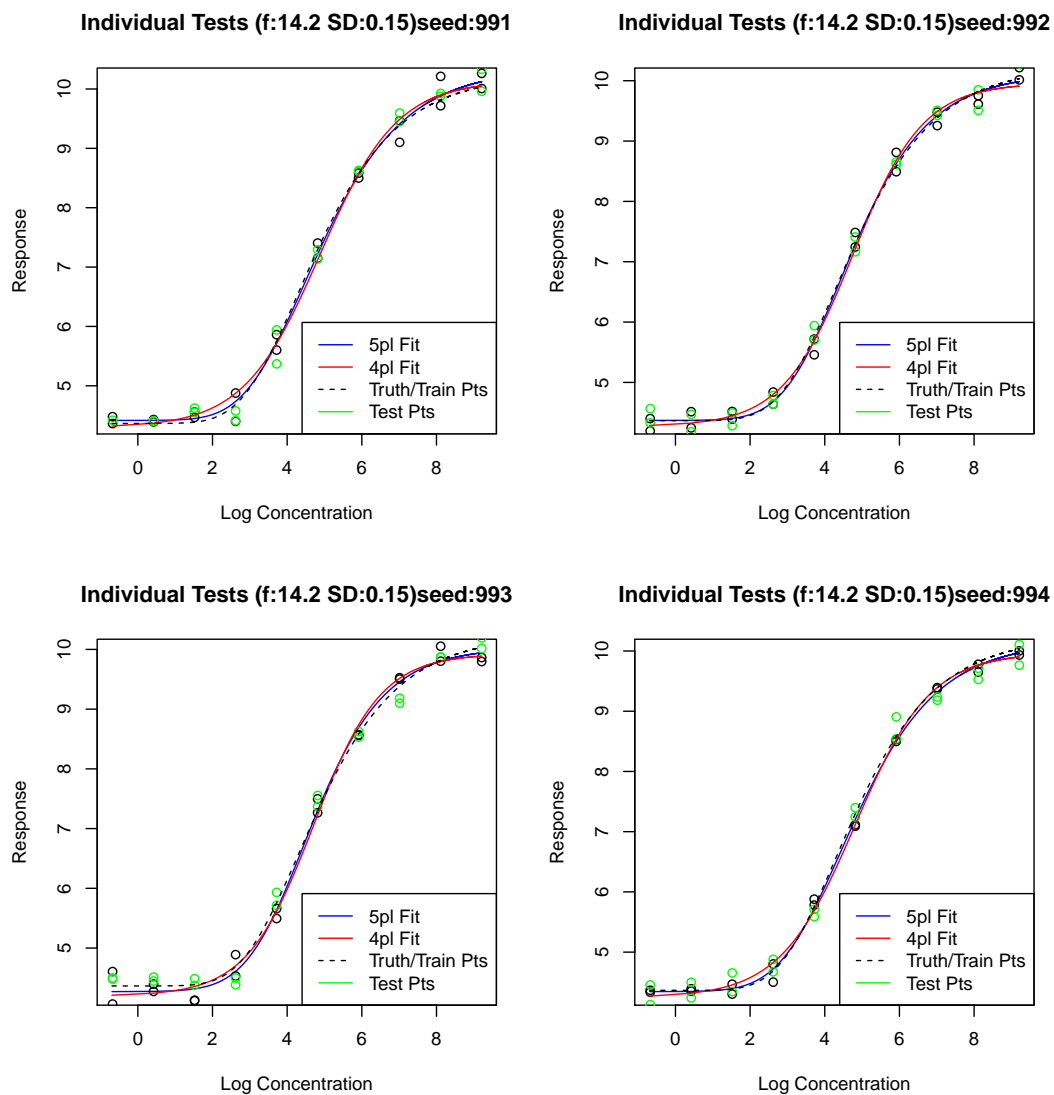 Individual Tests (f:14.2 SD:0.15)seed:991
10
9
8
7
6
5
Response
0 2 4 6 8
Log Concentration
5pl Fit
4pl Fit
Truth/Train Pts
Test Pts
Individual Tests (f:14.2 SD:0.15)seed:992
10
9
8
7
6
5
Response
0 2 4 6 8
Log Concentration
5pl Fit
4pl Fit
Truth/Train Pts
Test Pts
Individual Tests (f:14.2 SD:0.15)seed:993
10
9
8
7
6
5
Response
0 2 4 6 8
Log Concentration
5pl Fit
4pl Fit
Truth/Train Pts
Test Pts
Individual Tests (f:14.2 SD:0.15)seed:994
10
9
8
7
6
5
Response
0 2 4 6 8
Log Concentration
5pl Fit
4pl Fit
Truth/Train Pts
Test Pts